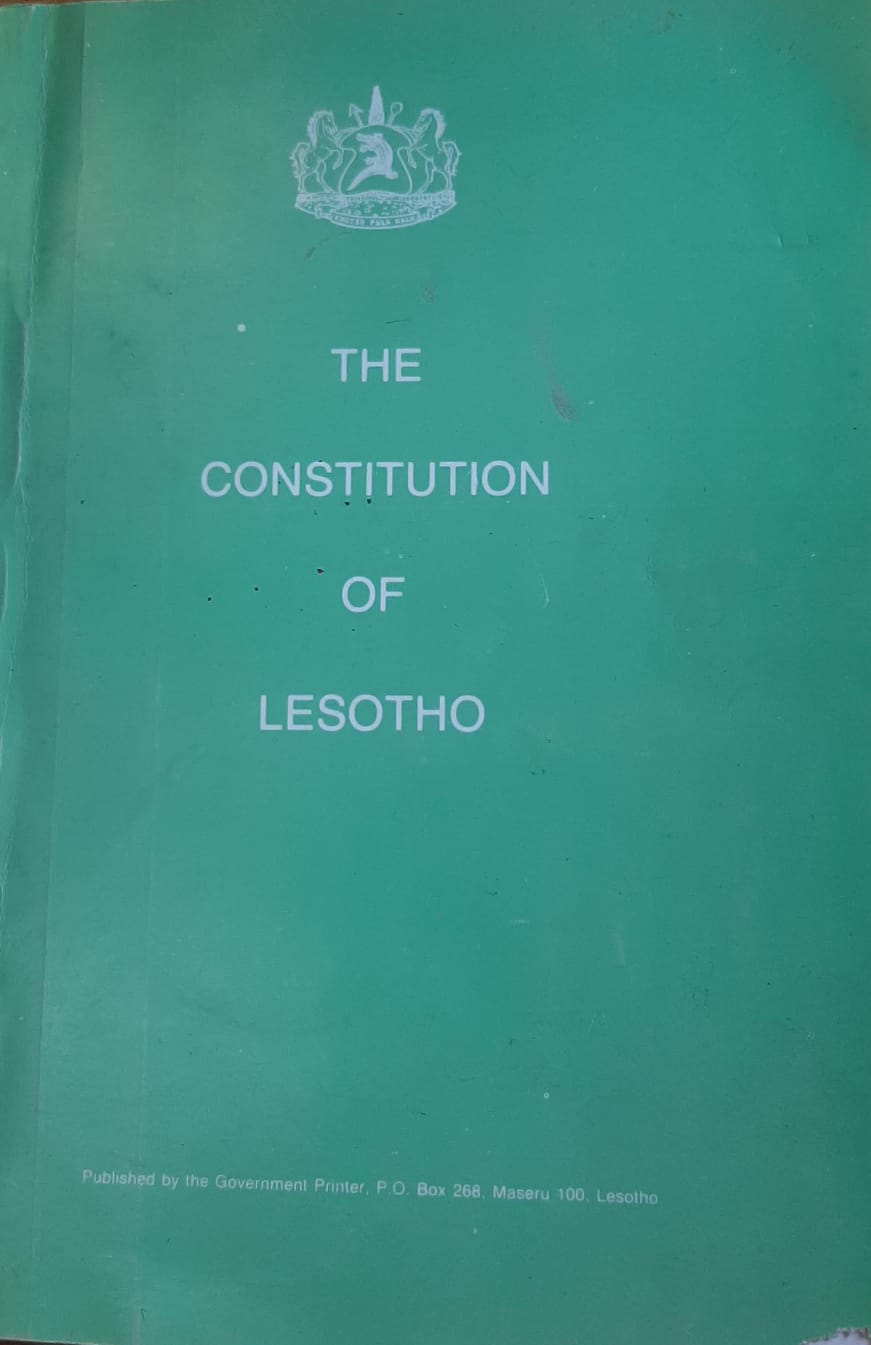 KHOTSO PULA NALA
THE
CONSTITUTION
OF
LESOTHO
Published by the Government Printer, P.O. Box 268, Maseru 100, Lesotho